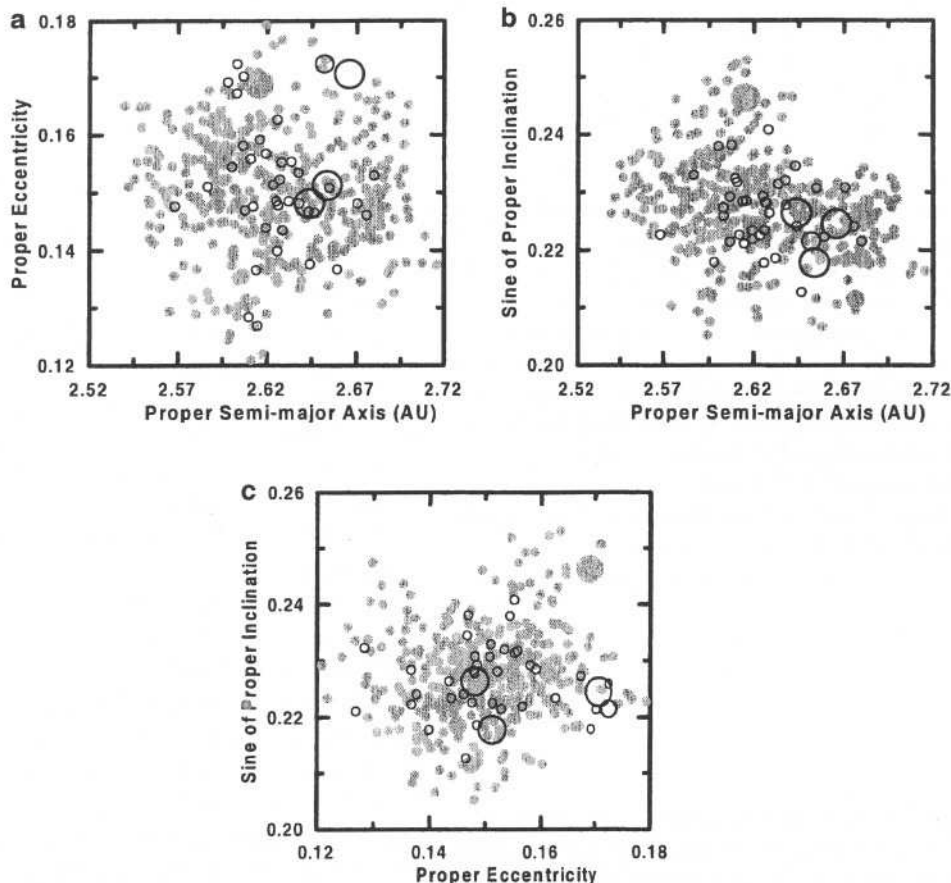 a
0.18
0.16
0.14
0.12
Proper Eccentricity
2.52
2.57
2.62
2.67
2.72
Proper Semi-major Axis (AU)
b
0.26
0.24
0.22
0.20
Sine of Proper Inclination
2.52
2.57
2.62
2.67
2.72
Proper Semi-major Axis (AU)
c
0.26
0.24
0.22
0.20
Sine of Proper Inclination
0.12
0.14
0.16
0.18
Proper Eccentricity